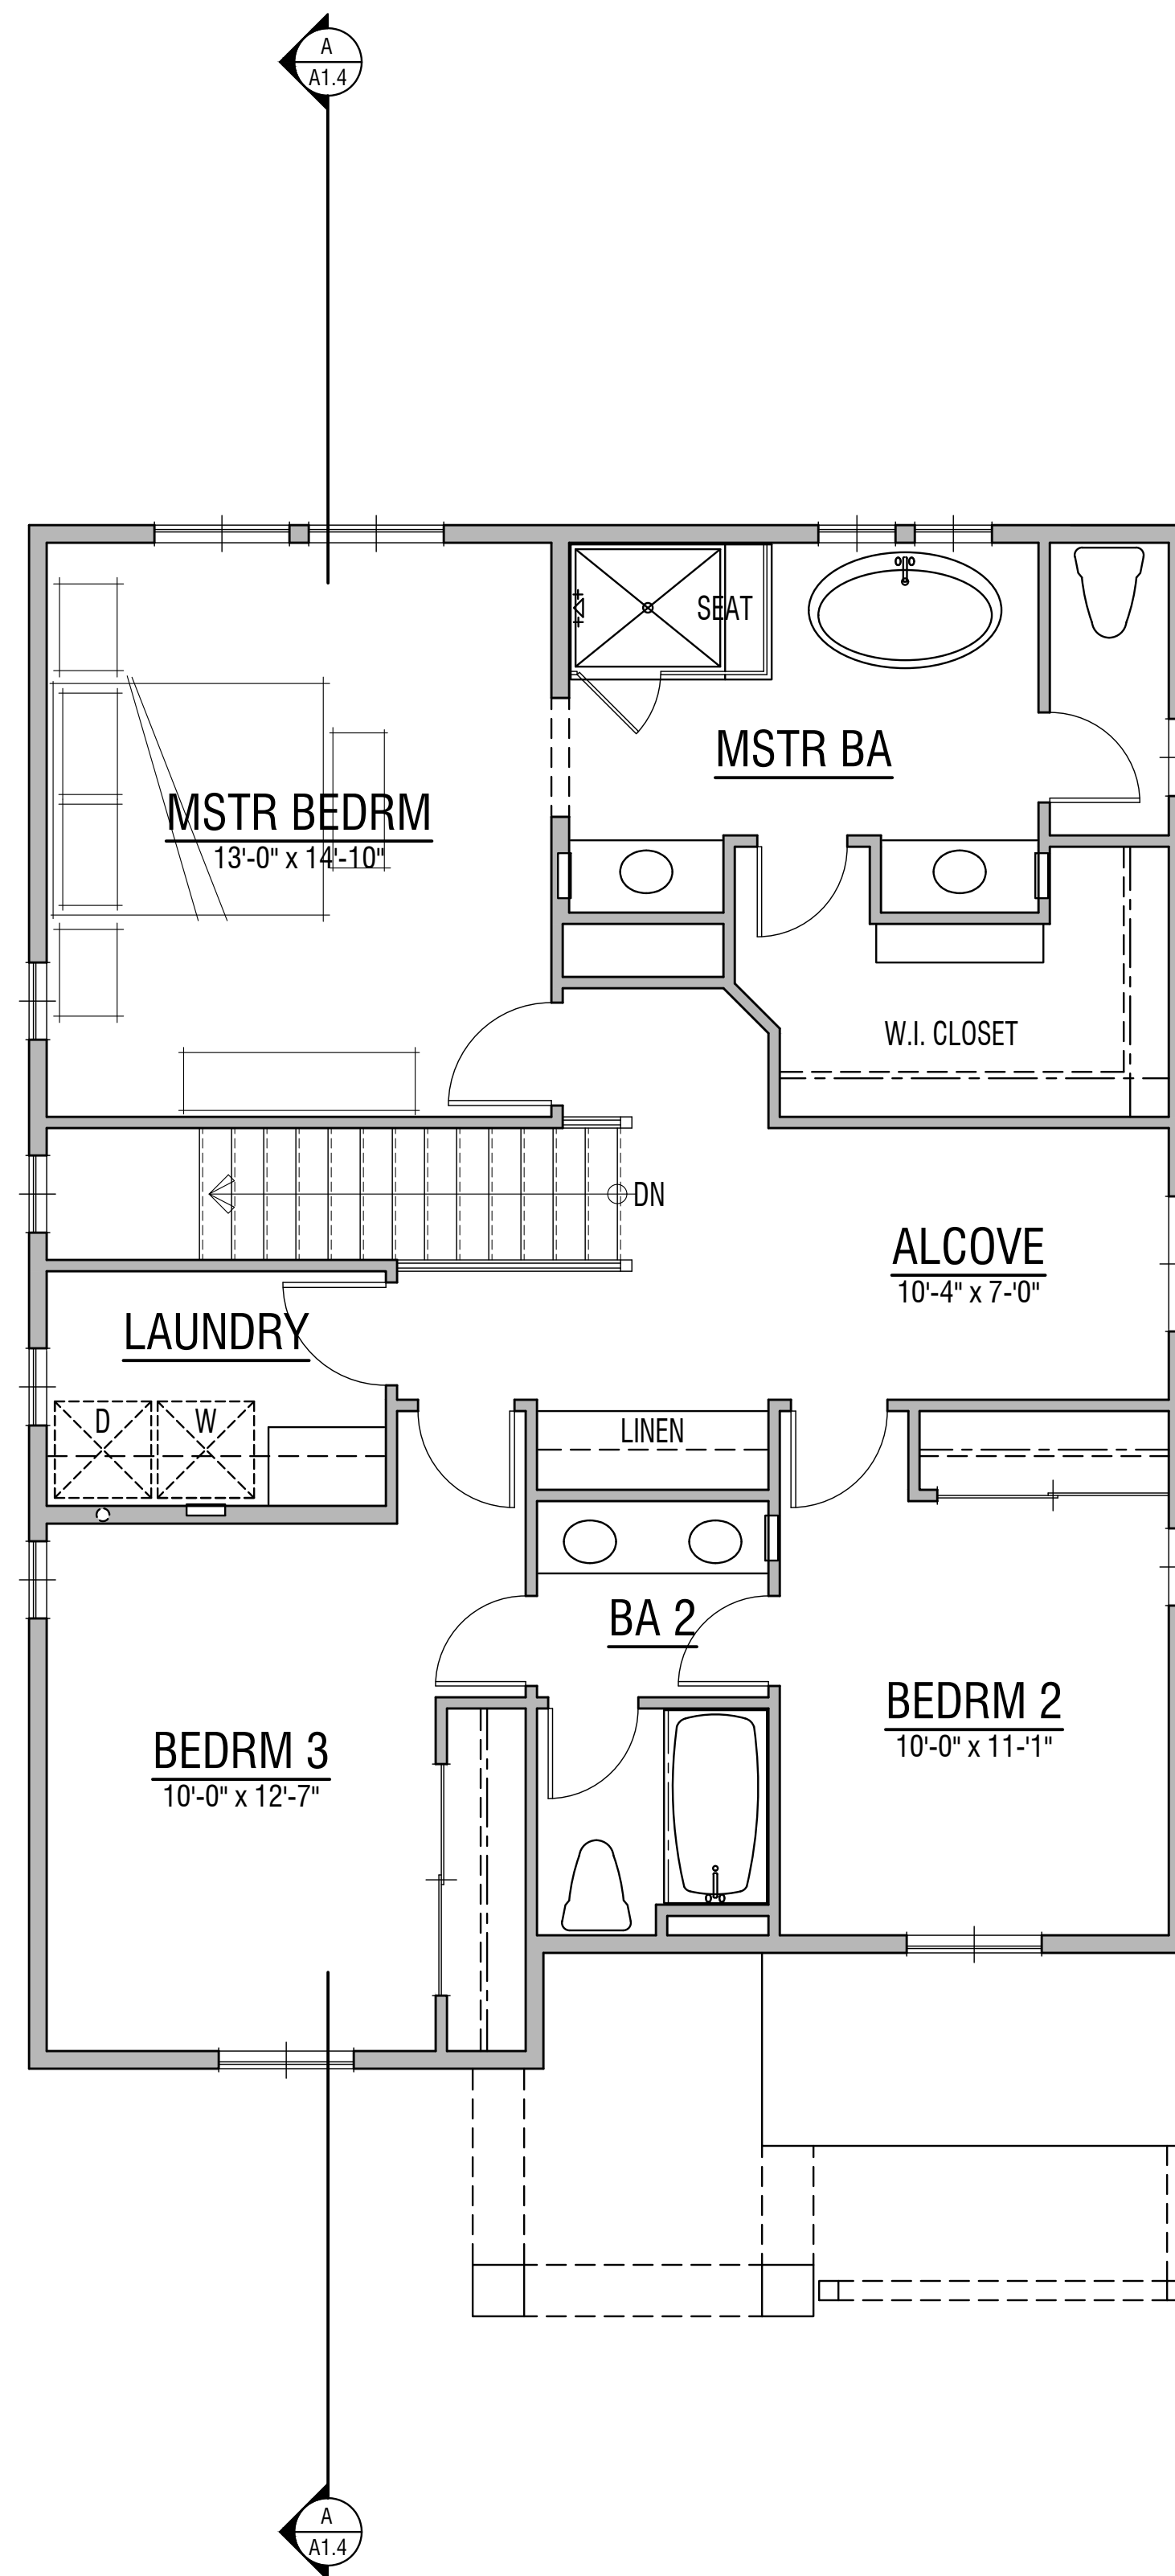 A
A1.4
SEAT
MSTR BA
MSTR BEDRM
13'-0" x 14'-10"
W.I. CLOSET
DN
ALCOVE
10'-4" x 7-'0"
LAUNDRY
D
W
LINEN
BA 2
BEDRM 2
10'-0" x 11-'1"
BEDRM 3
10'-0" x 12'-7"
A
A1.4